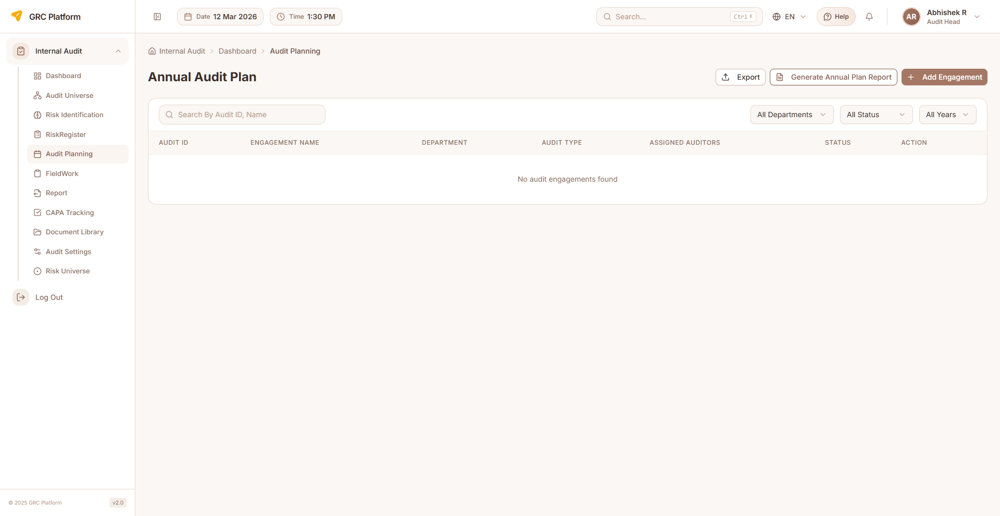 GRC Platform
Date 12 Mar 2026
Time 1:30 PM
Search...
Ctrl K
EN
Help
AR
Abhishek R
Audit Head
Internal Audit
Dashboard
Audit Universe
Risk Identification
RiskRegister
Audit Planning
FieldWork
Report
CAPA Tracking
Document Library
Audit Settings
Risk Universe
Log Out
© 2025 GRC Platform
v2.0
Internal Audit > Dashboard > Audit Planning
Annual Audit Plan
Export
Generate Annual Plan Report
Add Engagement
Search By Audit ID, Name
All Departments
All Status
All Years
AUDIT ID ENGAGEMENT NAME DEPARTMENT AUDIT TYPE ASSIGNED AUDITORS STATUS ACTION
No audit engagements found